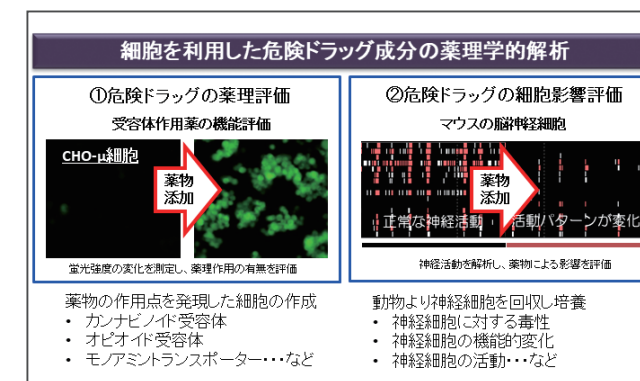 細胞を利用した危険ドラッグ成分の薬理学的解析
①危険ドラッグの薬理評価
受容体作用薬の機能評価
CHO-μ細胞
薬物
添加
蛍光強度の変化を測定し、薬理作用の有無を評価
薬物の作用点を発現した細胞の作成
・ カンナビノイド受容体
・ オピオイド受容体
・ モノアミントランスポーター・・・など
②危険ドラッグの細胞影響評価
マウスの脳神経細胞
薬物
添加
正常な神経活動
活動パターンが変化
神経活動を解析し、薬物による影響を評価
動物より神経細胞を回収し培養
・ 神経細胞に対する毒性
・ 神経細胞の機能的変化
・ 神経細胞の活動・・・など